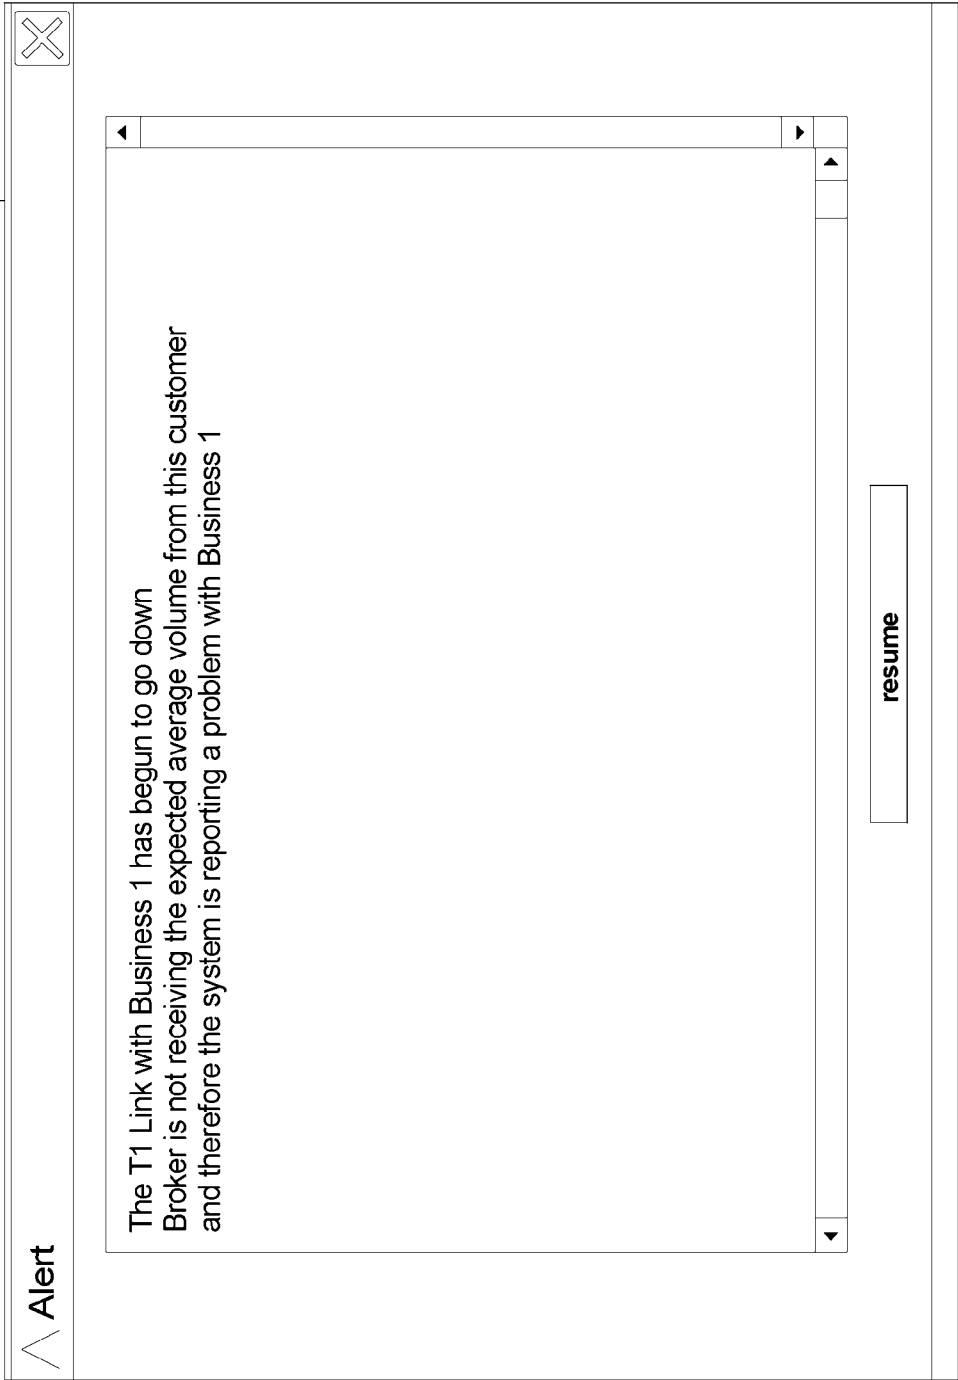 Alert
The T1 Link with Business 1 has begun to go down
Broker is not receiving the expected average volume from this customer
and therefore the system is reporting a problem with Business 1
resume